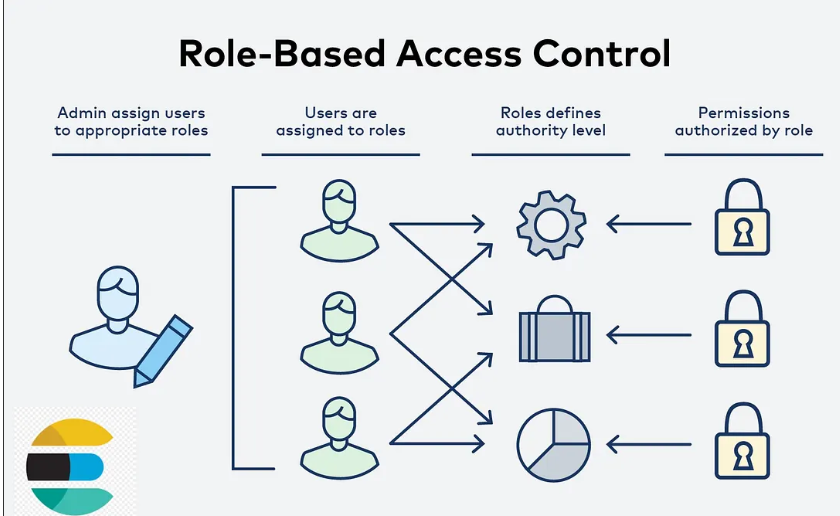 Role-Based Access Control
Admin assign users
to appropriate roles
Users are
assigned to roles
Roles defines
authority level
Permissions
authorized by role